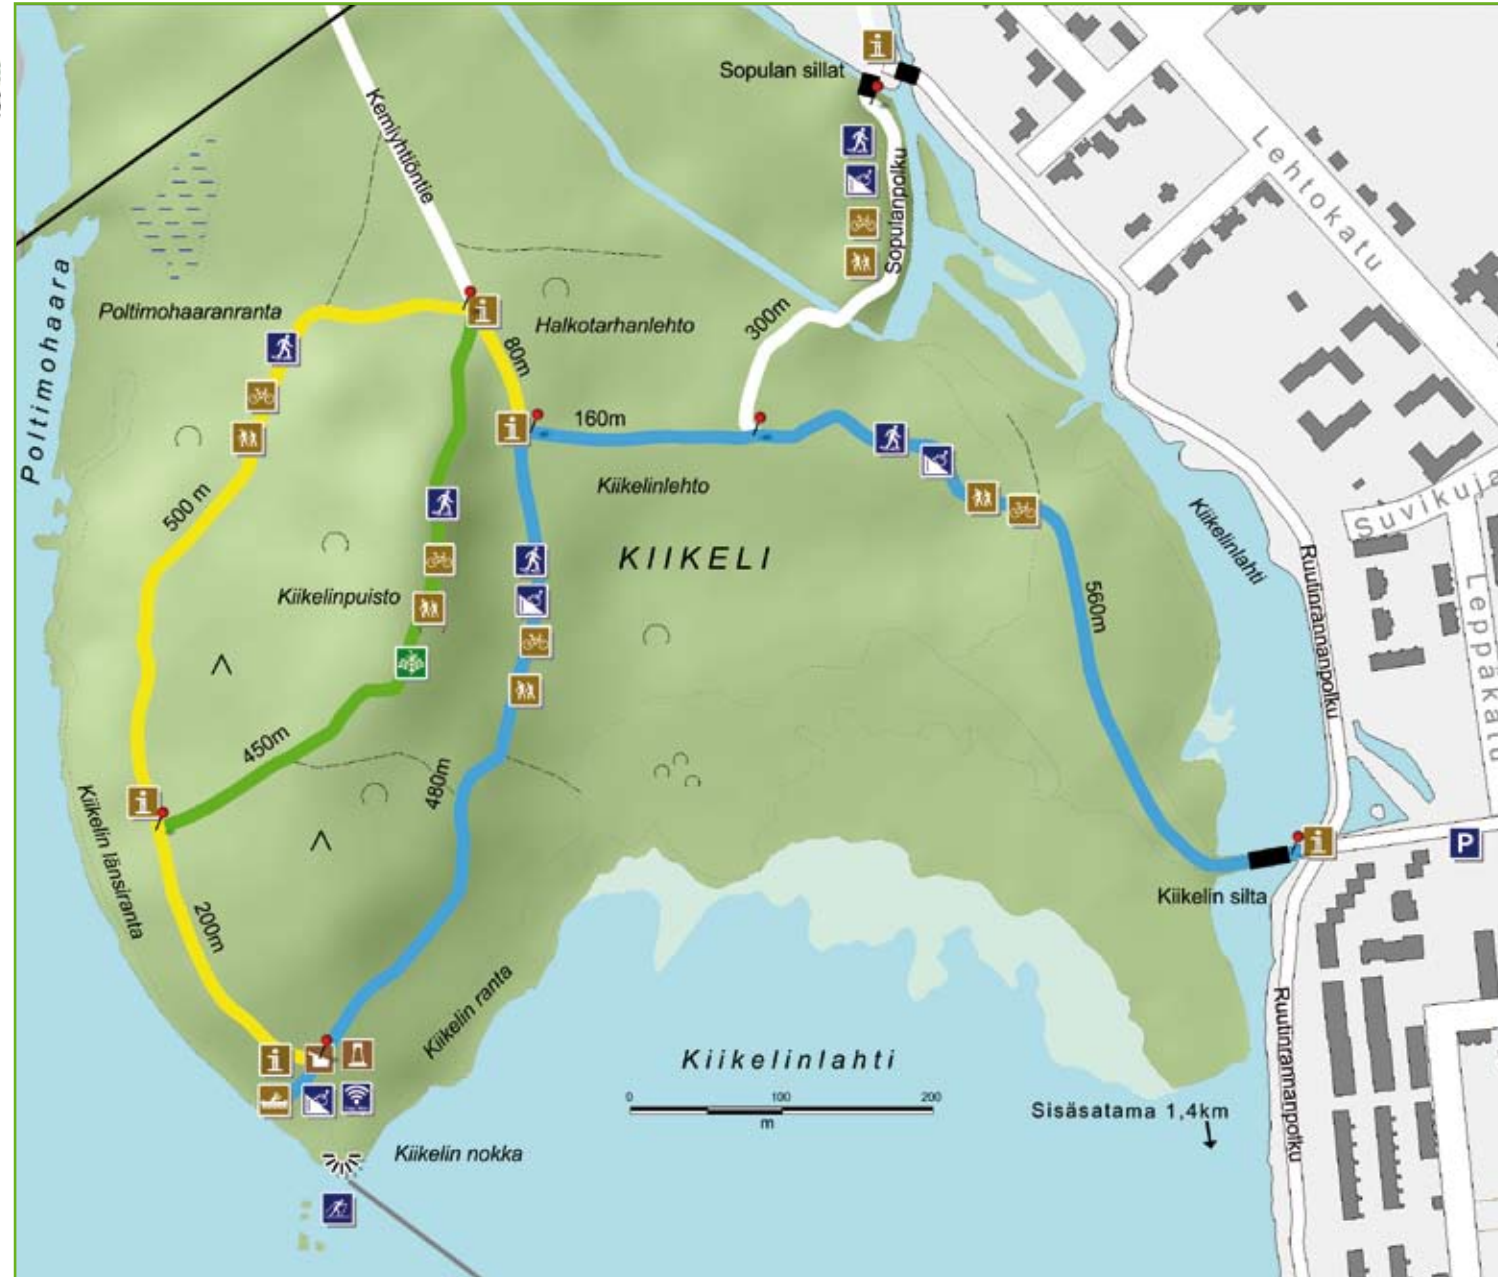 Sopulan sillat
Kemiyhtiöntie
Sopulanpolku
Lehtokatu
Poltimohaara
Poltimohaaranranta
Halkotarhanlehto
300m
80m
160m
Kiikelinlehto
500 m
Kiikelinpuisto
KIIKELI
Kiikelinlahti
Suvikuja
Ruutinrännanpolku
Leppäkatu
560m
450m
480m
Kiikelin länsiranta
200m
Kiikelin silta
P
Kiikelin ranta
Kiikelinlahti
0 100 200
m
Sisäsatama 1,4km
Ruutinrannanpolku
Kiikelin nokka